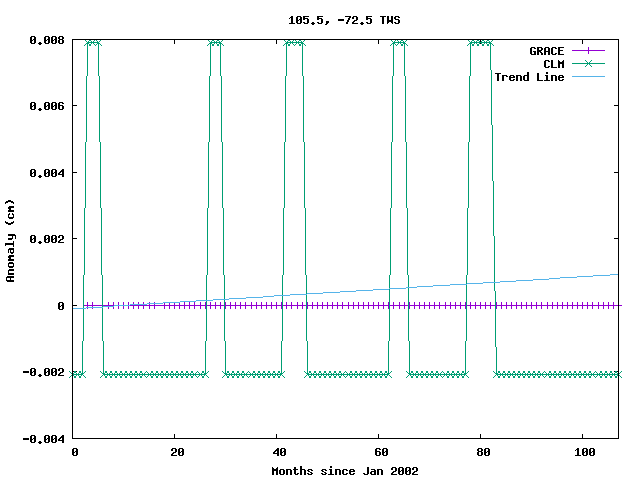 105.5, -72.5 TWS
GRACE
CLM
Trend Line
0.008
0.006
0.004
0.002
0
-0.002
-0.004
Anomaly (cm)
0 20 40 60 80 100
Months since Jan 2002